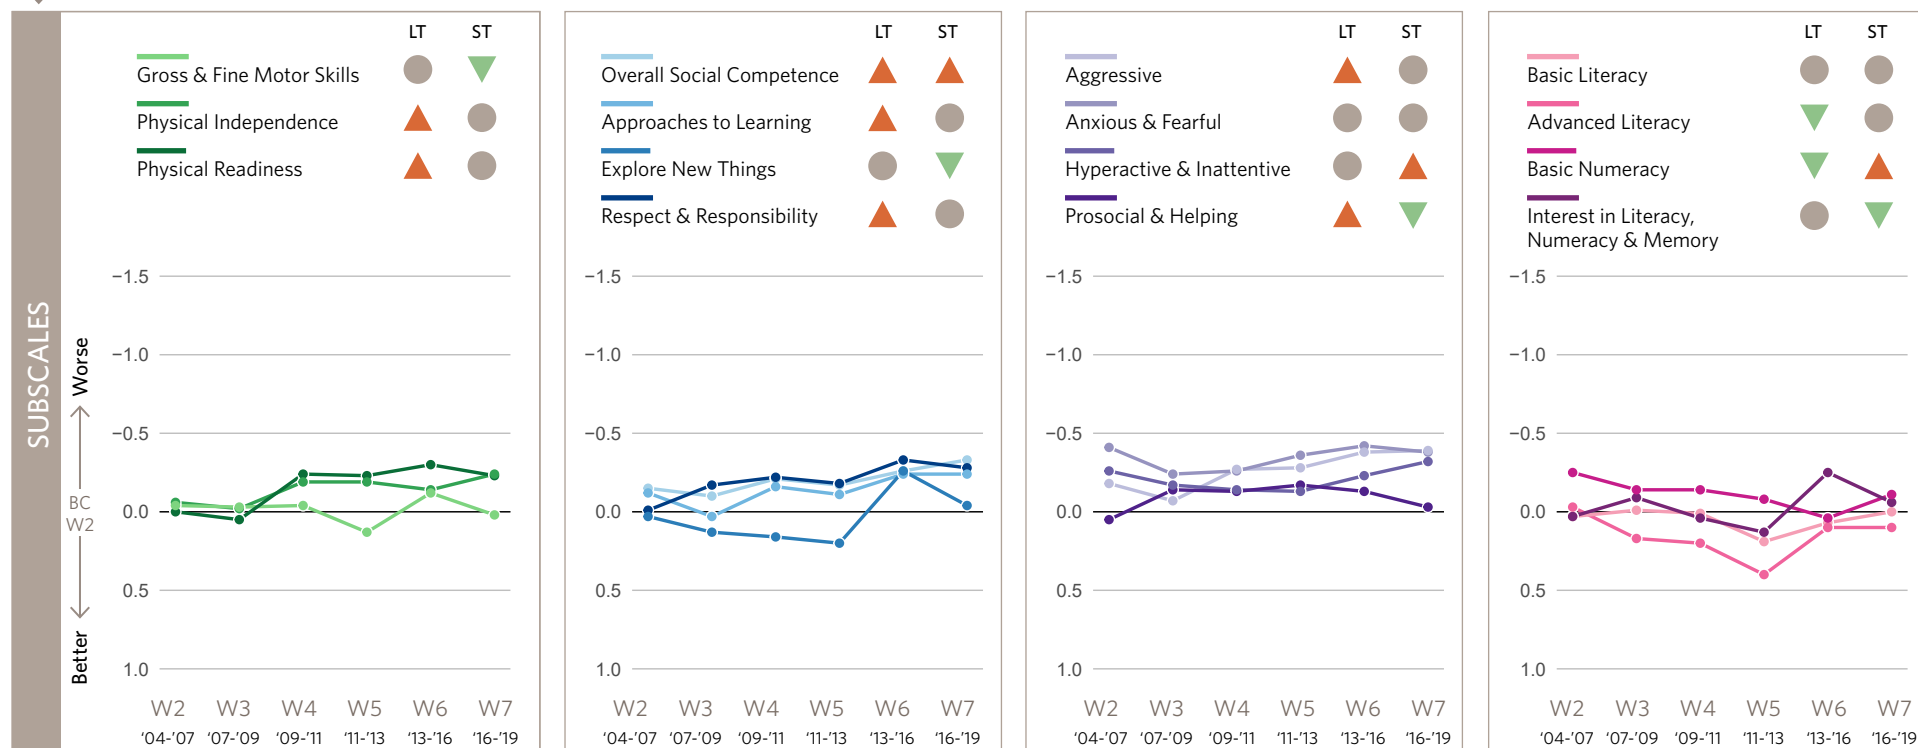 SUBSCALES
Worse
BC
W2
Better
LT ST
Gross & Fine Motor Skills
Physical Independence
Physical Readiness
−1.5
−1.0
−0.5
0.0
0.5
1.0
W2 W3 W4 W5 W6 W7
‘04-’07 ‘07-’09 ‘09-’11 ‘11-’13 ‘13-’16 ‘16-’19
LT ST
Overall Social Competence
Approaches to Learning
Explore New Things
Respect & Responsibility
−1.5
−1.0
−0.5
0.0
0.5
1.0
W2 W3 W4 W5 W6 W7
‘04-’07 ‘07-’09 ‘09-’11 ‘11-’13 ‘13-’16 ‘16-’19
LT ST
Aggressive
Anxious & Fearful
Hyperactive & Inattentive
Prosocial & Helping
−1.5
−1.0
−0.5
0.0
0.5
1.0
W2 W3 W4 W5 W6 W7
‘04-’07 ‘07-’09 ‘09-’11 ‘11-’13 ‘13-’16 ‘16-’19
LT ST
Basic Literacy
Advanced Literacy
Basic Numeracy
Interest in Literacy,
Numeracy & Memory
−1.5
−1.0
−0.5
0.0
0.5
1.0
W2 W3 W4 W5 W6 W7
‘04-’07 ‘07-’09 ‘09-’11 ‘11-’13 ‘13-’16 ‘16-’19